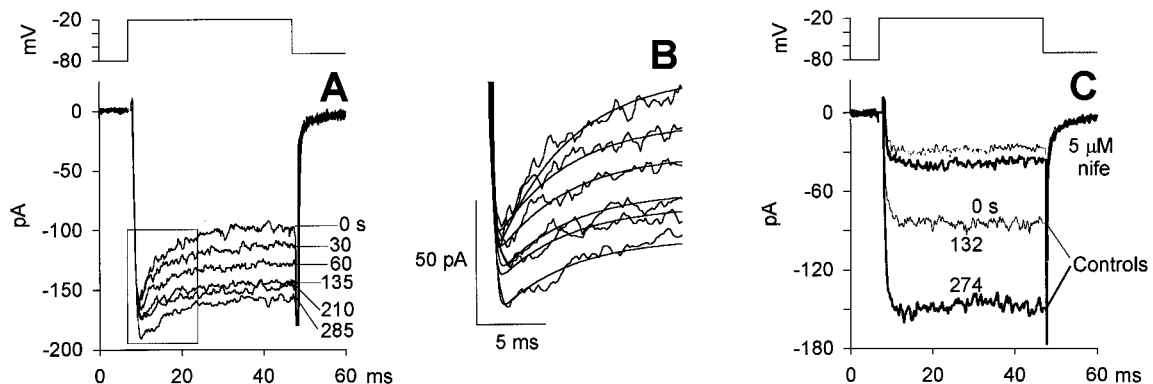 -20
mV
-80
A
0
-50
pA
-100
-150
-200
0 s
30
60
135
210
285
0 20 40 60 ms
B
50 pA
5 ms
-20
mV
-80
C
0
-60
pA
-120
-180
5 µM
nife
0 s
132
274
Controls
0 20 40 60 ms